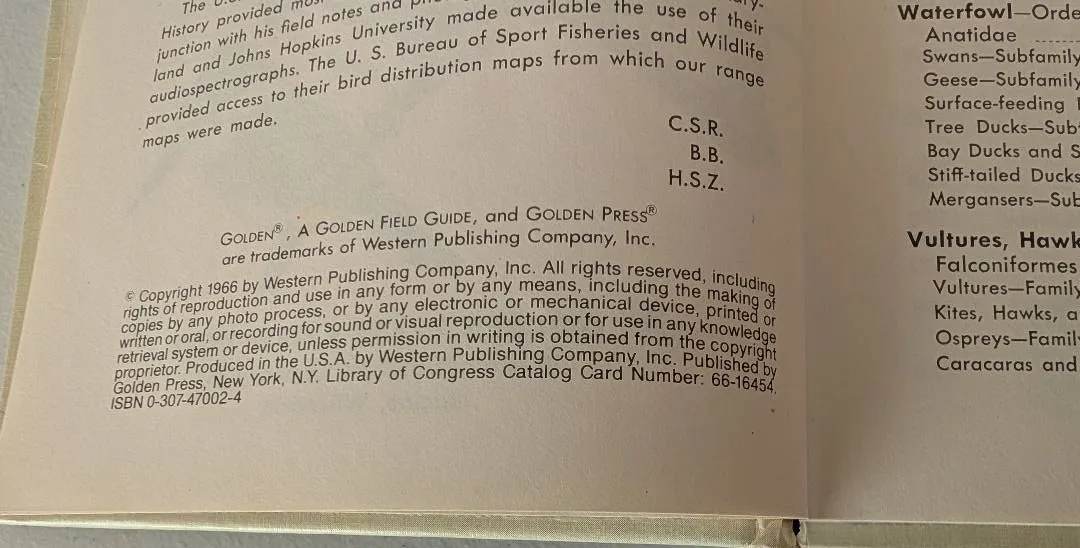 The
History provided
junction with his field notes and
land and Johns Hopkins University made available the use of their
audiospectrographs. The U. S. Bureau of Sport Fisheries and Wildlife
provided access to their bird distribution maps from which our range
maps were made.
C.S.R.
B.B.
H.S.Z.
GOLDEN®, A GOLDEN FIELD GUIDE, and GOLDEN PRESS®
are trademarks of Western Publishing Company, Inc.
© Copyright 1966 by Western Publishing Company, Inc. All rights reserved, including
rights of reproduction and use in any form or by any means, including the making of
copies by any photo process, or by any electronic or mechanical device, printed or
written or oral, or recording for sound or visual reproduction or for use in any knowledge
retrieval system or device, unless permission in writing is obtained from the copyright
proprietor. Produced in the U.S.A. by Western Publishing Company, Inc. Published by
Golden Press, New York, N.Y. Library of Congress Catalog Card Number: 66-16454.
ISBN 0-307-47002-4
Waterfowl—Orde
Anatidae
Swans—Subfamily
Geese—Subfamily
Surface-feeding
Tree Ducks—Sub
Bay Ducks and S
Stiff-tailed Ducks
Mergansers—Sub
Vultures, Hawk
Falconiformes
Vultures—Family
Kites, Hawks, a
Ospreys—Famil
Caracaras and